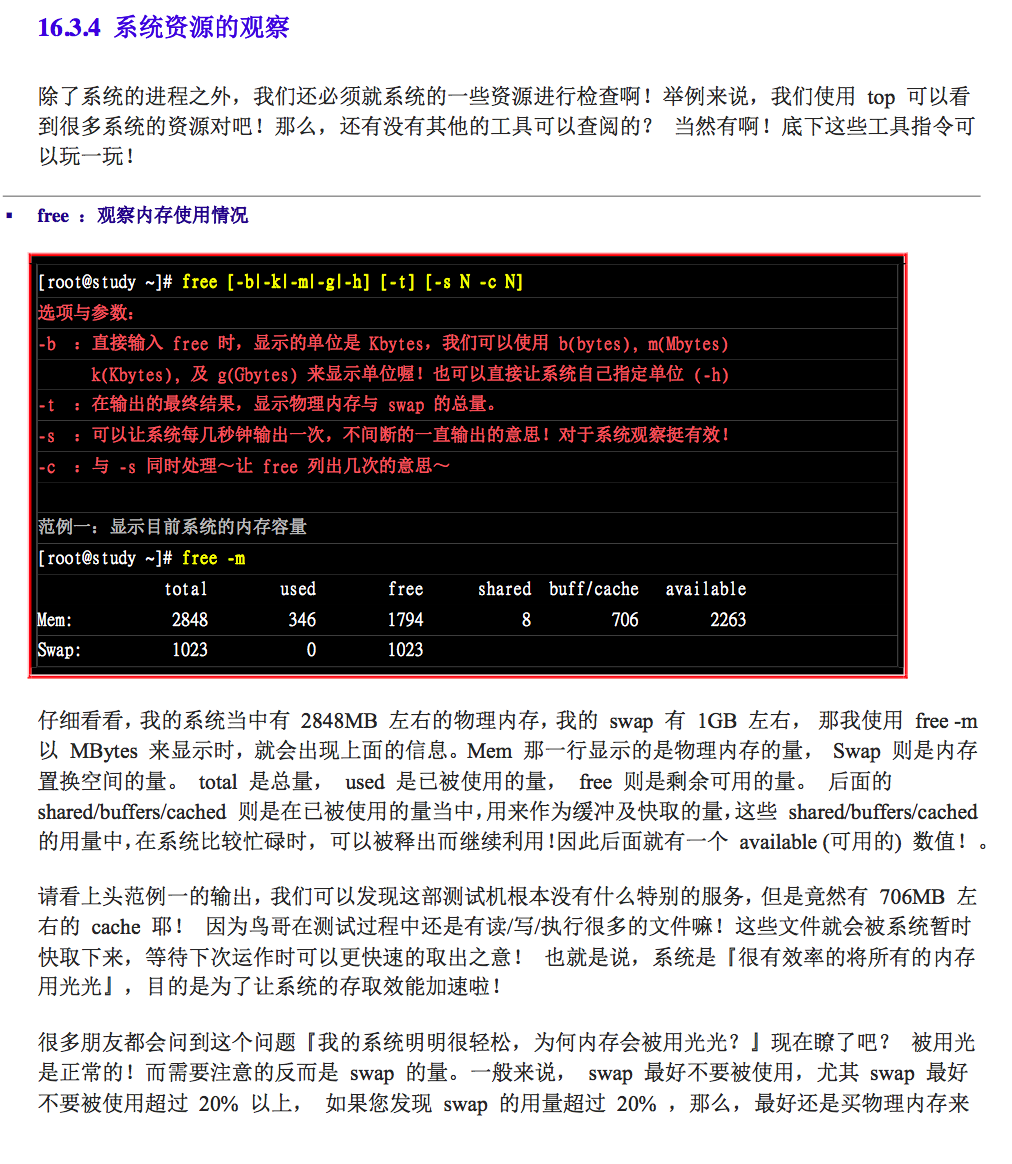 16.3.4 系统资源的观察
除了系统的进程之外，我们还必须就系统的一些资源进行检查啊！举例来说，我们使用 top 可以看
到很多系统的资源对吧！那么，还有没有其他的工具可以查阅的？ 当然有啊！底下这些工具指令可
以玩一玩！
▪ free ：观察内存使用情况
[root@study ~]# free [-b|-k|-m|-g|-h] [-t] [-s N -c N]
选项与参数：
-b ：直接输入 free 时，显示的单位是 Kbytes，我们可以使用 b(bytes), m(Mbytes)
k(Kbytes), 及 g(Gbytes) 来显示单位喔！也可以直接让系统自己指定单位 (-h)
-t ：在输出的最终结果，显示物理内存与 swap 的总量。
-s ：可以让系统每几秒钟输出一次，不间断的一直输出的意思！对于系统观察挺有效！
-c ：与 -s 同时处理～让 free 列出几次的意思～
范例一：显示目前系统的内存容量
[root@study ~]# free -m
total used free shared buff/cache available
Mem: 2848 346 1794 8 706 2263
Swap: 1023 0 1023
仔细看看，我的系统当中有 2848MB 左右的物理内存，我的 swap 有 1GB 左右， 那我使用 free -m
以 MBytes 来显示时，就会出现上面的信息。Mem 那一行显示的是物理内存的量， Swap 则是内存
置换空间的量。 total 是总量， used 是已被使用的量， free 则是剩余可用的量。 后面的
shared/buffers/cached 则是在已被使用的量当中，用来作为缓冲及快取的量，这些 shared/buffers/cached
的用量中，在系统比较忙碌时，可以被释出而继续利用！因此后面就有一个 available (可用的) 数值！。
请看上头范例一的输出，我们可以发现这部测试机根本没有什么特别的服务，但是竟然有 706MB 左
右的 cache 耶！ 因为鸟哥在测试过程中还是有读/写/执行很多的文件嘛！这些文件就会被系统暂时
快取下来，等待下次运作时可以更快速的取出之意！ 也就是说，系统是『很有效率的将所有的内存
用光光』，目的是为了让系统的存取效能加速啦！
很多朋友都会问到这个问题『我的系统明明很轻松，为何内存会被用光光？』现在瞭了吧？ 被用光
是正常的！而需要注意的反而是 swap 的量。一般来说， swap 最好不要被使用，尤其 swap 最好
不要被使用超过 20% 以上， 如果您发现 swap 的用量超过 20% ，那么，最好还是买物理内存来